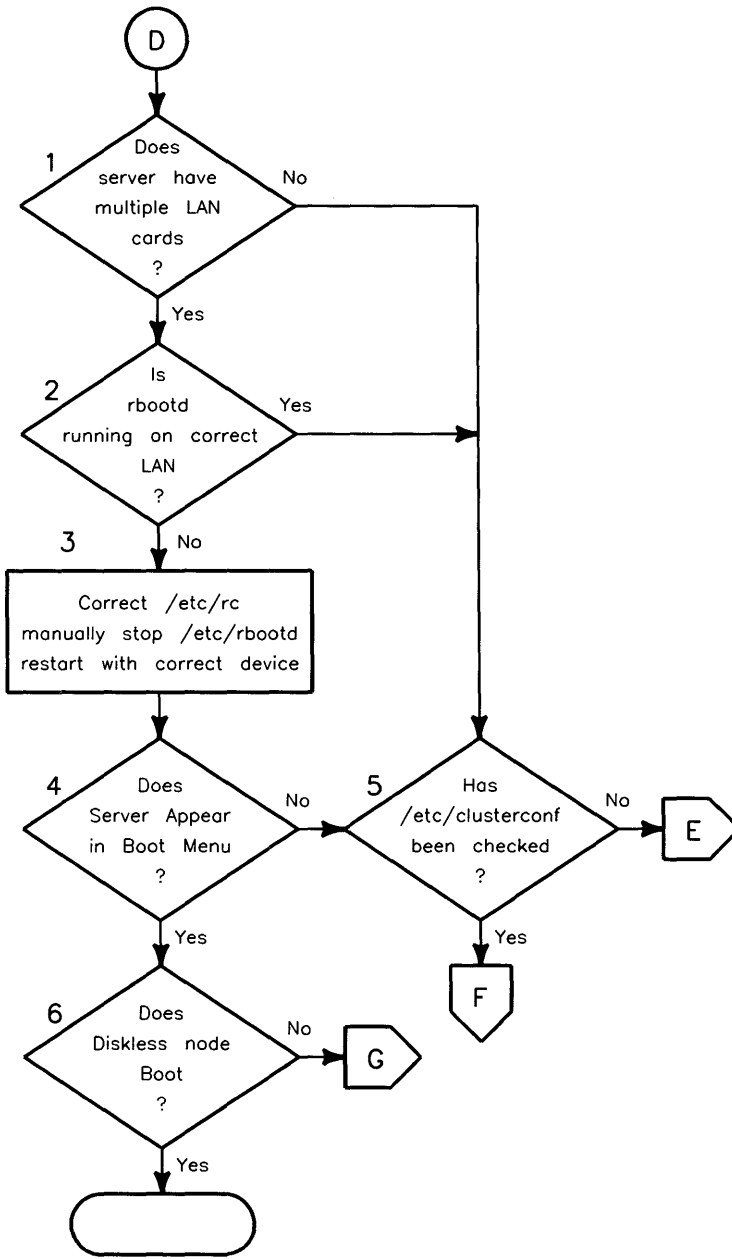 D
1
Does
server have
multiple LAN
cards
?
No
Yes
2
Is
rbootd
running on correct
LAN
?
Yes
No
3
Correct /etc/rc
manually stop /etc/rbootd
restart with correct device
4
Does
Server Appear
in Boot Menu
?
No
Yes
5
Has
/etc/clusterconf
been checked
?
No
E
Yes
F
6
Does
Diskless node
Boot
?
No
G
Yes